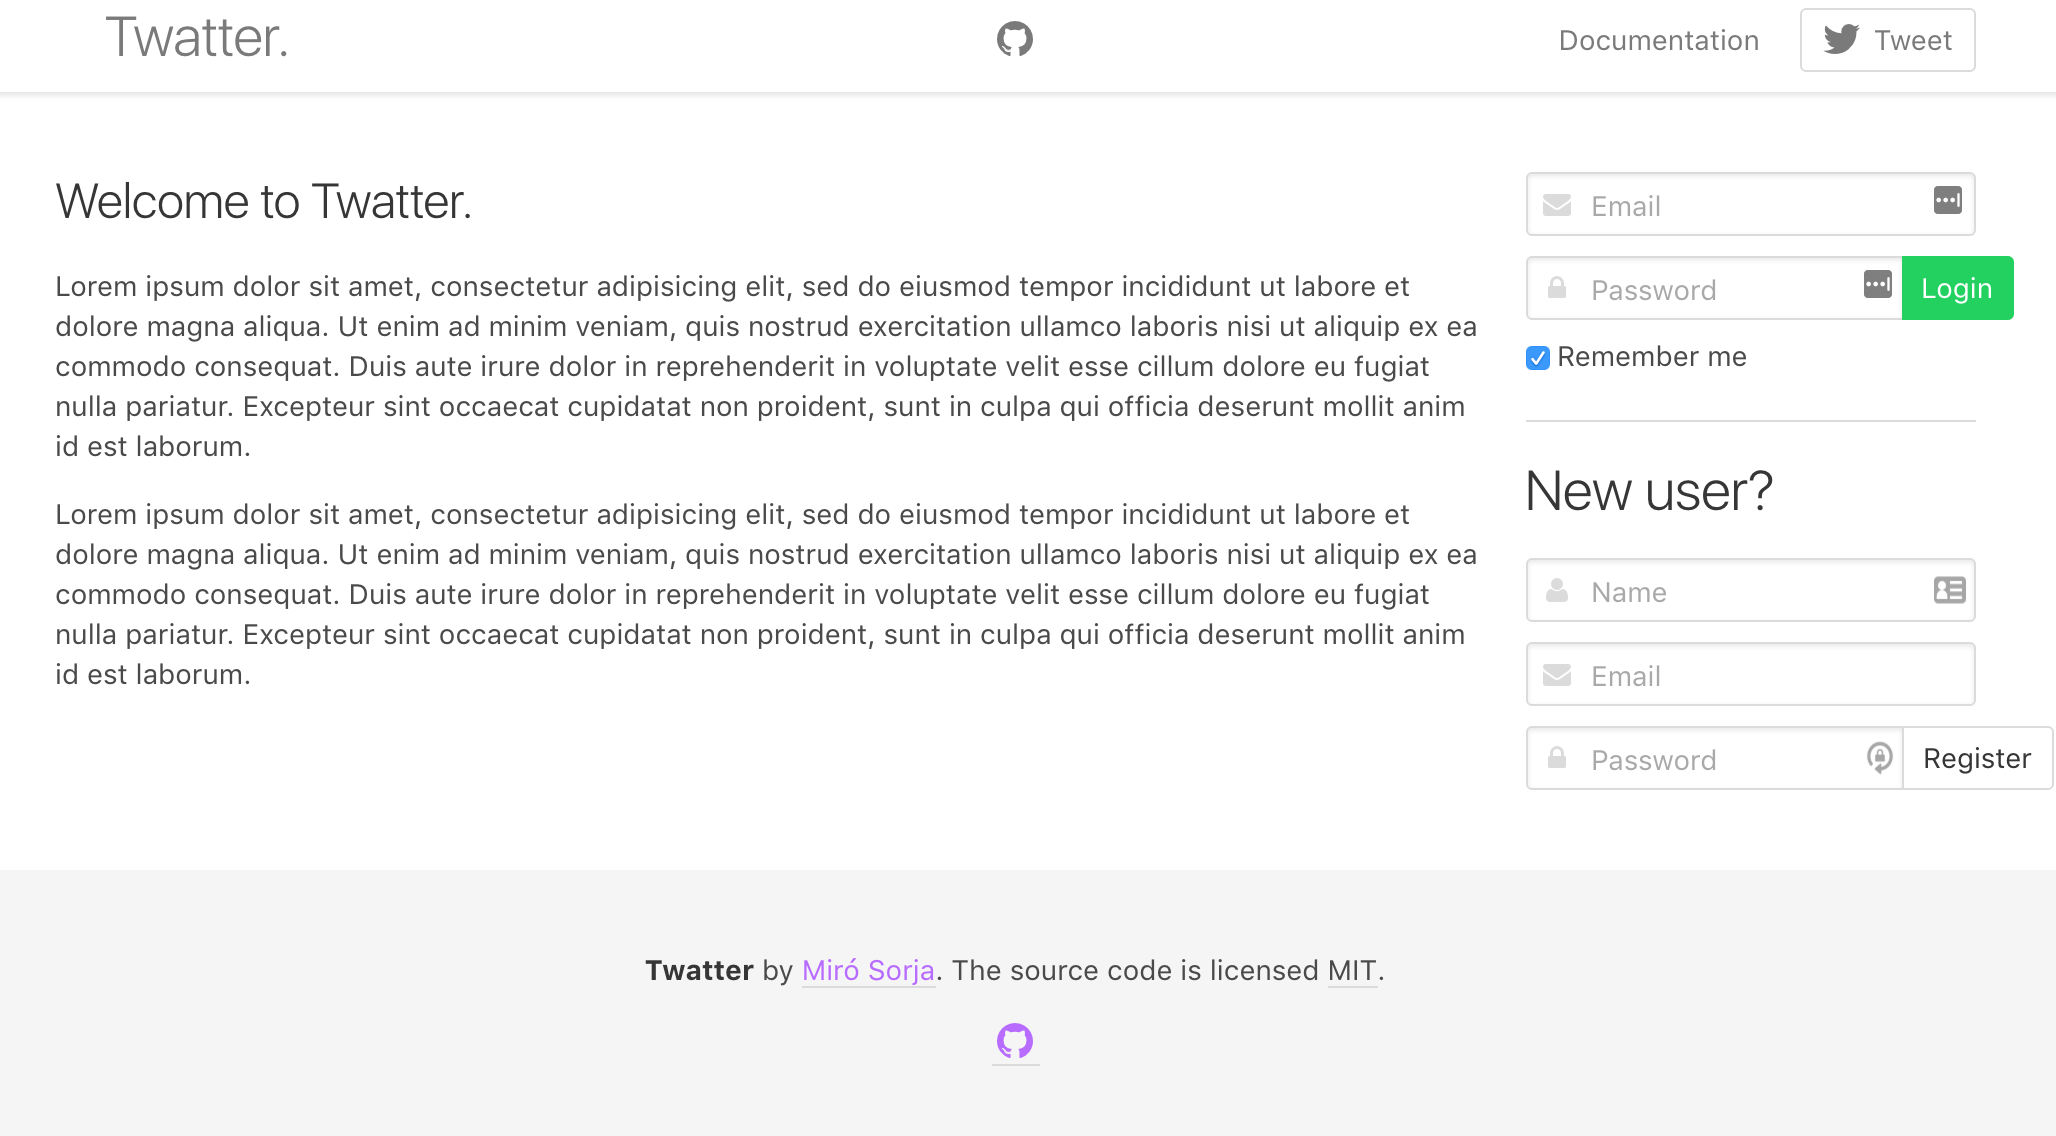 Twatter.
Documentation
Tweet
Welcome to Twatter.
Lorem ipsum dolor sit amet, consectetur adipisicing elit, sed do eiusmod tempor incididunt ut labore et
dolore magna aliqua. Ut enim ad minim veniam, quis nostrud exercitation ullamco laboris nisi ut aliquip ex ea
commodo consequat. Duis aute irure dolor in reprehenderit in voluptate velit esse cillum dolore eu fugiat
nulla pariatur. Excepteur sint occaecat cupidatat non proident, sunt in culpa qui officia deserunt mollit anim
id est laborum.
Lorem ipsum dolor sit amet, consectetur adipisicing elit, sed do eiusmod tempor incididunt ut labore et
dolore magna aliqua. Ut enim ad minim veniam, quis nostrud exercitation ullamco laboris nisi ut aliquip ex ea
commodo consequat. Duis aute irure dolor in reprehenderit in voluptate velit esse cillum dolore eu fugiat
nulla pariatur. Excepteur sint occaecat cupidatat non proident, sunt in culpa qui officia deserunt mollit anim
id est laborum.
Email
Password
Login
Remember me
New user?
Name
Email
Password
Register
Twatter by Miró Sorja. The source code is licensed MIT.